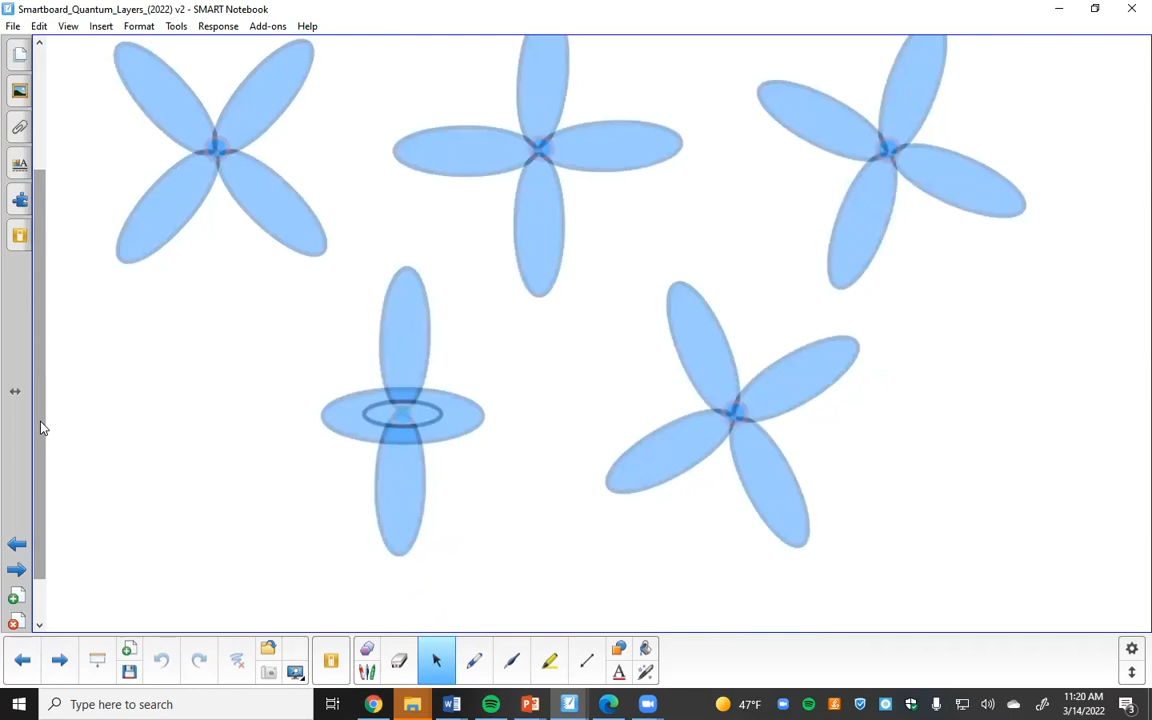 Smartboard_Quantum_Layers_(2022) v2 - SMART Notebook
File Edit View Insert Format Tools Response Add-ons Help
Type here to search
47°F
11:20 AM
3/14/2022
3